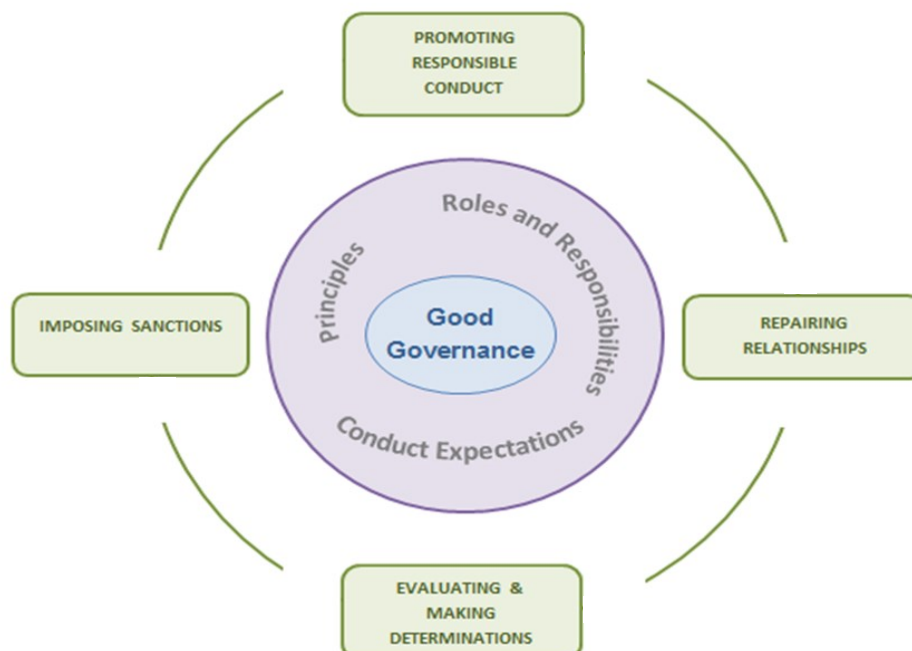 PROMOTING
RESPONSIBLE
CONDUCT
Roles and Responsibilities
Principles
Good
Governance
Conduct Expectations
IMPOSING SANCTIONS
REPAIRING
RELATIONSHIPS
EVALUATING &
MAKING
DETERMINATIONS